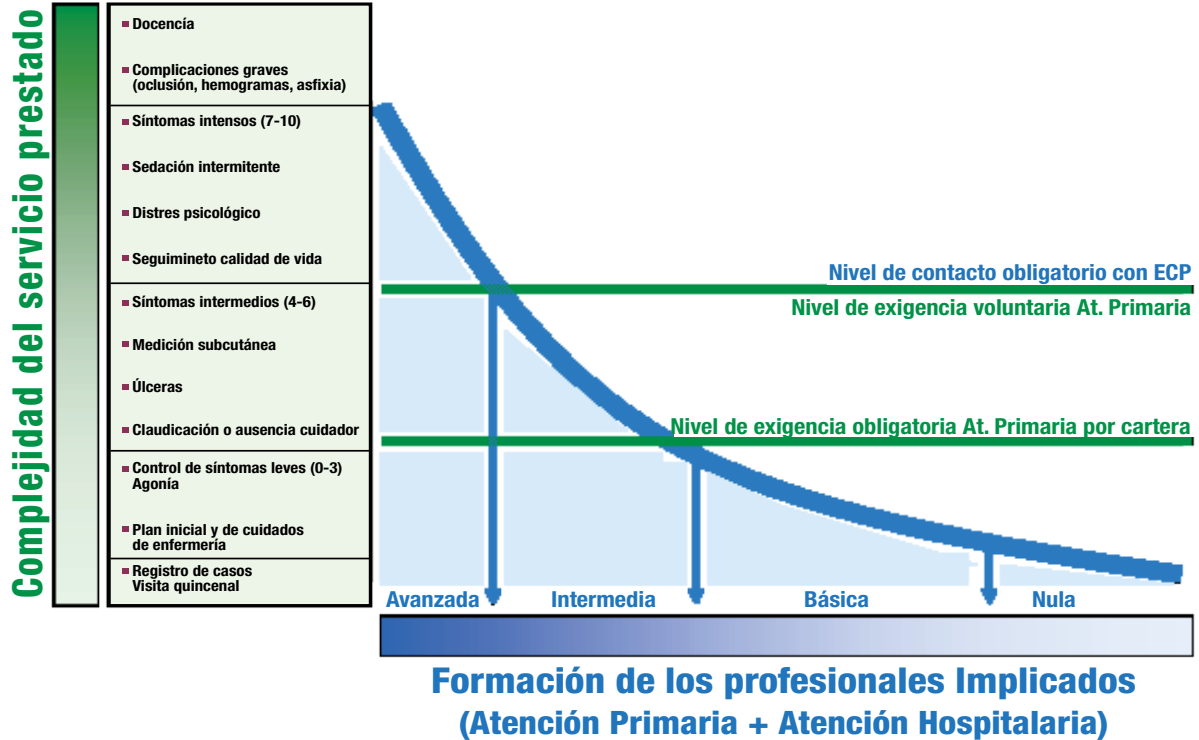 Complejidad del servicio prestado
Docencía
Complicaciones graves
(oclusión, hemogramas, asfixia)
Síntomas intensos (7-10)
Sedación intermitente
Distres psicológico
Seguimineto calidad de vida
Síntomas intermedios (4-6)
Medición subcutánea
Úlceras
Claudicación o ausencia cuidador
Control de síntomas leves (0-3)
Agonía
Plan inicial y de cuidados
de enfermería
Registro de casos
Visita quincenal
Nivel de contacto obligatorio con ECP
Nivel de exigencia voluntaria At. Primaria
Nivel de exigencia obligatoria At. Primaria por cartera
Avanzada
Intermedia
Básica
Nula
Formación de los profesionales Implicados
(Atención Primaria + Atención Hospitalaria)